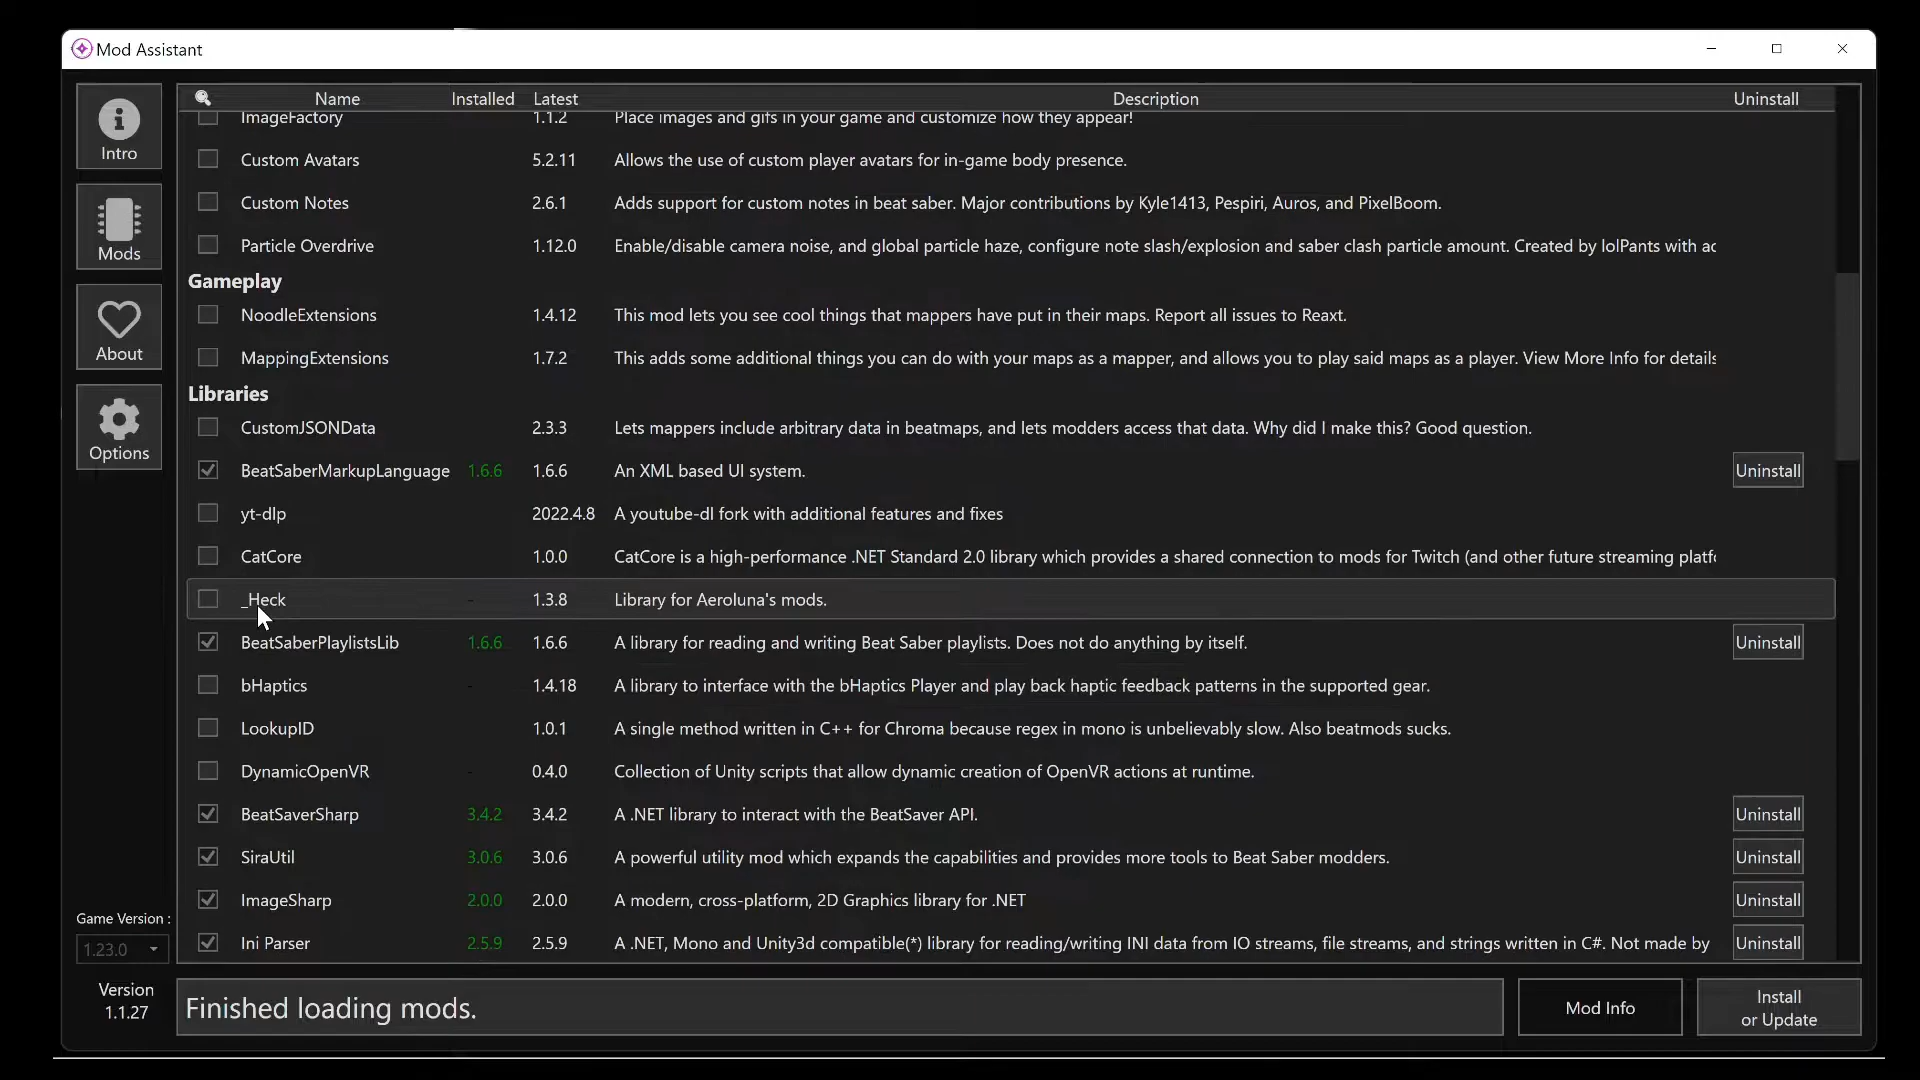 Mod Assistant
Intro
Mods
About
Options
Game Version :
1.23.0
Version
1.1.27
Name Installed Latest Description Uninstall
ImageFactory 1.1.2 Place images and gifs in your game and customize how they appear!
Custom Avatars 5.2.11 Allows the use of custom player avatars for in-game body presence.
Custom Notes 2.6.1 Adds support for custom notes in beat saber. Major contributions by Kyle1413, Pespiri, Auros, and PixelBoom.
Particle Overdrive 1.12.0 Enable/disable camera noise, and global particle haze, configure note slash/explosion and saber clash particle amount. Created by lolPants with ac
Gameplay
NoodleExtensions 1.4.12 This mod lets you see cool things that mappers have put in their maps. Report all issues to Reaxt.
MappingExtensions 1.7.2 This adds some additional things you can do with your maps as a mapper, and allows you to play said maps as a player. View More Info for details
Libraries
CustomJSONData 2.3.3 Lets mappers include arbitrary data in beatmaps, and lets modders access that data. Why did I make this? Good question.
BeatSaberMarkupLanguage 1.6.6 1.6.6 An XML based UI system. Uninstall
yt-dlp 2022.4.8 A youtube-dl fork with additional features and fixes
CatCore 1.0.0 CatCore is a high-performance .NET Standard 2.0 library which provides a shared connection to mods for Twitch (and other future streaming platf
_Heck - 1.3.8 Library for Aeroluna's mods.
BeatSaberPlaylistsLib 1.6.6 1.6.6 A library for reading and writing Beat Saber playlists. Does not do anything by itself. Uninstall
bHaptics - 1.4.18 A library to interface with the bHaptics Player and play back haptic feedback patterns in the supported gear.
LookupID 1.0.1 A single method written in C++ for Chroma because regex in mono is unbelievably slow. Also beatmods sucks.
DynamicOpenVR - 0.4.0 Collection of Unity scripts that allow dynamic creation of OpenVR actions at runtime.
BeatSaverSharp 3.4.2 3.4.2 A .NET library to interact with the BeatSaver API. Uninstall
SiraUtil 3.0.6 3.0.6 A powerful utility mod which expands the capabilities and provides more tools to Beat Saber modders. Uninstall
ImageSharp 2.0.0 2.0.0 A modern, cross-platform, 2D Graphics library for .NET Uninstall
Ini Parser 2.5.9 2.5.9 A .NET, Mono and Unity3d compatible(*) library for reading/writing INI data from IO streams, file streams, and strings written in C#. Not made by Uninstall
Finished loading mods.
Mod Info
Install
or Update